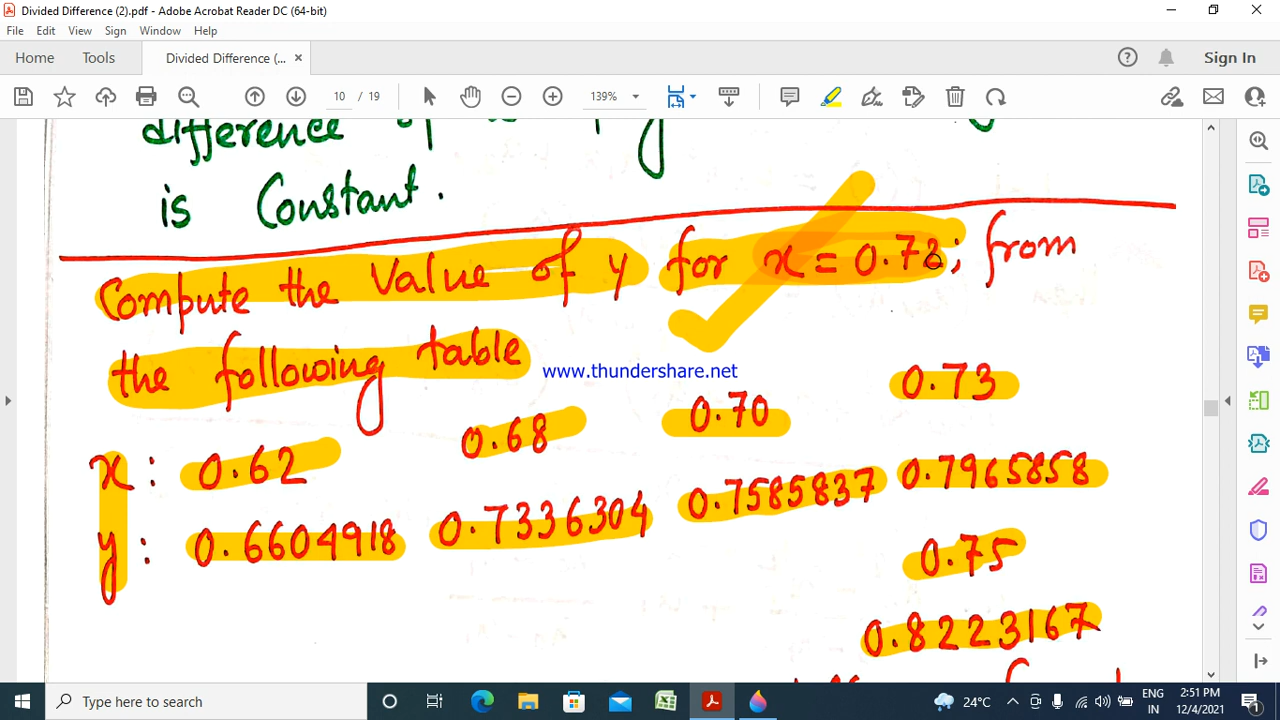 Divided Difference (2).pdf - Adobe Acrobat Reader DC (64-bit)
File Edit View Sign Window Help
Home Tools Divided Difference (... × Sign In
10 / 19 139%
difference of
is Constant.
Compute the Value of y for x = 0.72; from
the following table
www.thundershare.net
x : 0.62 0.68 0.70 0.73
y : 0.6604918 0.7336304 0.7585837 0.7965858
0.75
0.8223167
Type here to search
24°C ENG IN 2:51 PM 12/4/2021 1